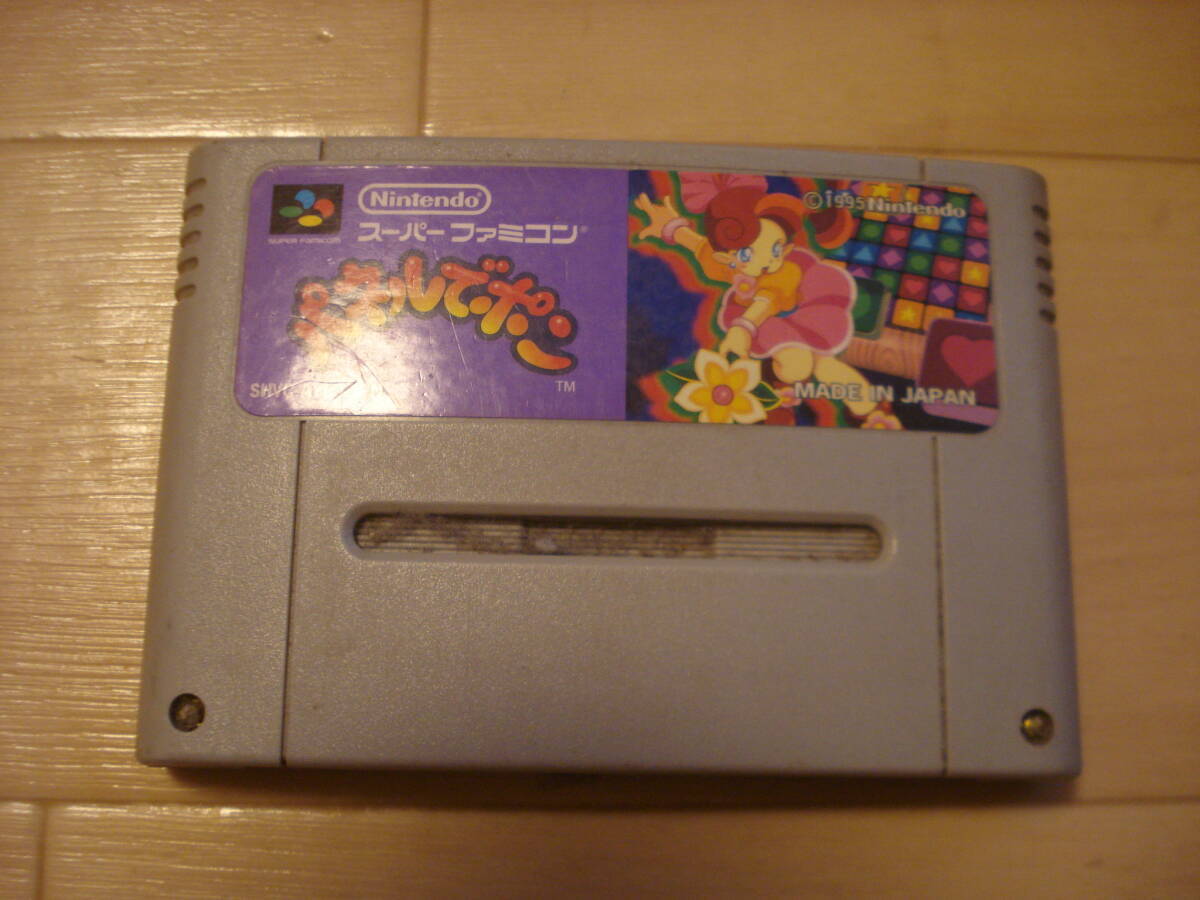 SUPER FAMICOM
Nintendo®
スーパーファミコン®
パネルでポン
TM
©1995 Nintendo
MADE IN JAPAN